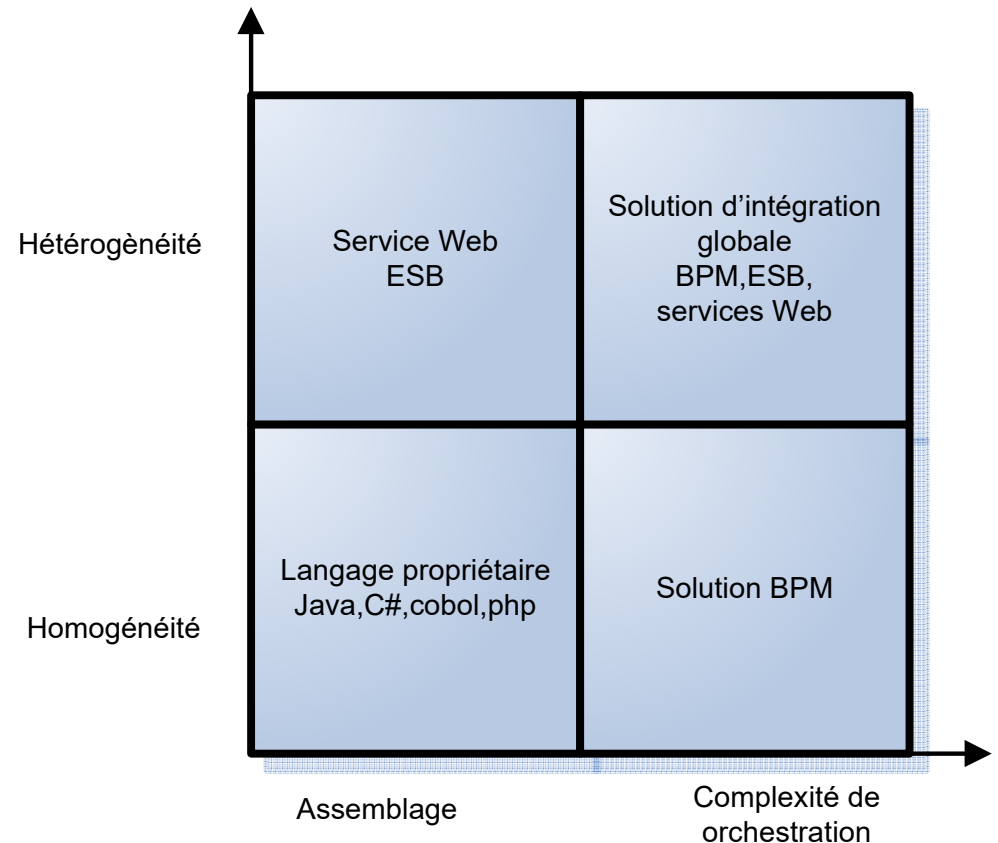 Hétérogènéité
Service Web
ESB
Solution d'intégration
globale
BPM,ESB,
services Web
Homogénéité
Langage propriétaire
Java,C#,cobol,php
Solution BPM
Assemblage
Complexité de
orchestration